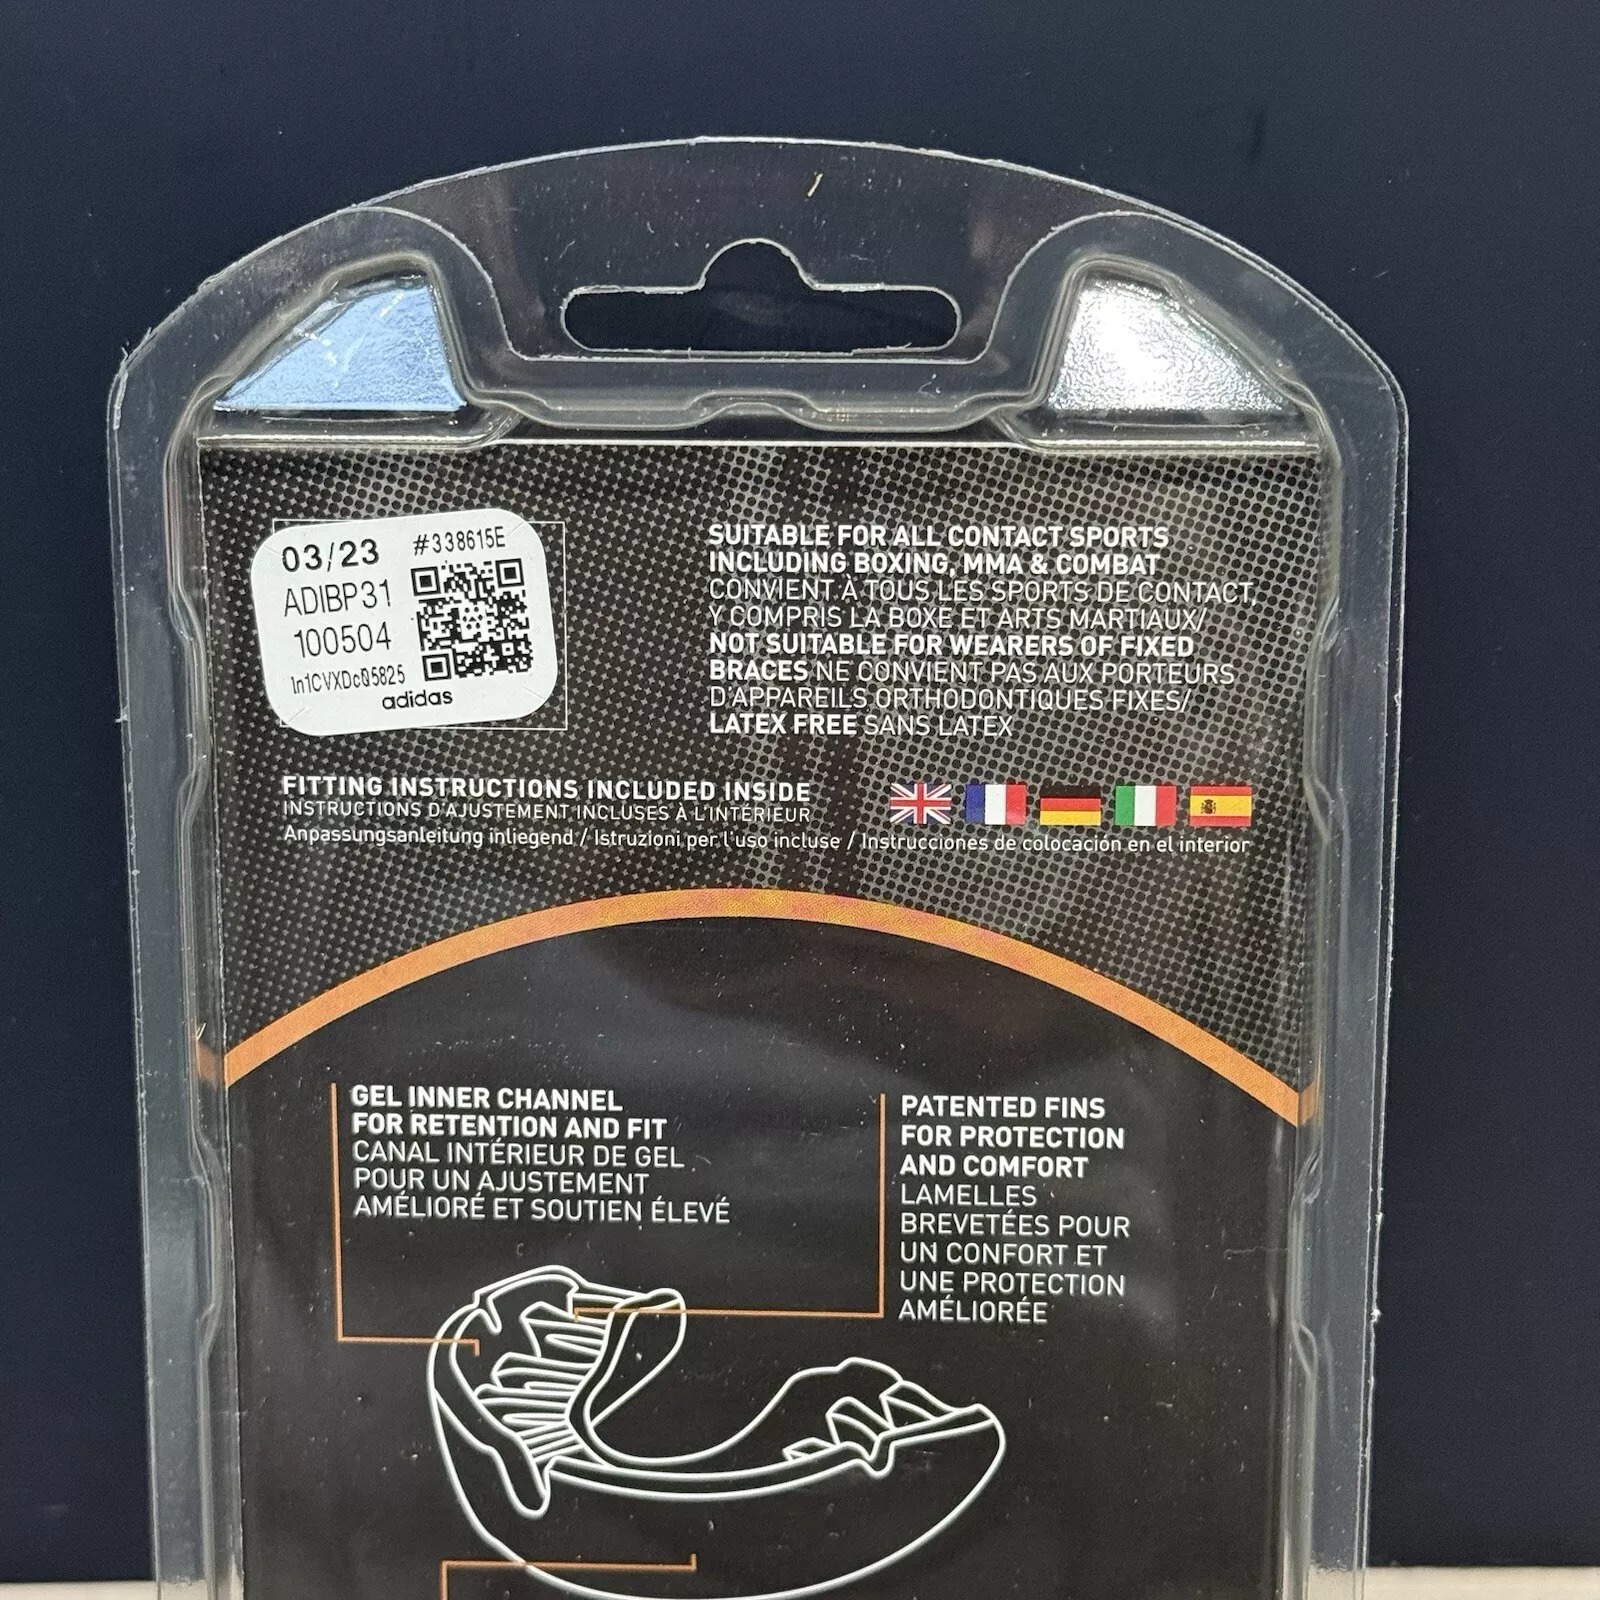 03/23 #338615E
ADIBP31
100504
In1CVXDcQ5825
adidas
SUITABLE FOR ALL CONTACT SPORTS
INCLUDING BOXING, MMA & COMBAT
CONVIENT À TOUS LES SPORTS DE CONTACT,
Y COMPRIS LA BOXE ET ARTS MARTIAUX/
NOT SUITABLE FOR WEARERS OF FIXED
BRACES NE CONVIENT PAS AUX PORTEURS
D'APPAREILS ORTHODONTIQUES FIXES/
LATEX FREE SANS LATEX
FITTING INSTRUCTIONS INCLUDED INSIDE
INSTRUCTIONS D'AJUSTEMENT INCLUSES À L'INTÉRIEUR
Anpassungsanleitung inliegend / Istruzioni per l'uso incluse / Instrucciones de colocación en el interior
GEL INNER CHANNEL
FOR RETENTION AND FIT
CANAL INTÉRIEUR DE GEL
POUR UN AJUSTEMENT
AMÉLIORÉ ET SOUTIEN ÉLEVÉ
PATENTED FINS
FOR PROTECTION
AND COMFORT
LAMELLES
BREVETÉES POUR
UN CONFORT ET
UNE PROTECTION
AMÉLIORÉE